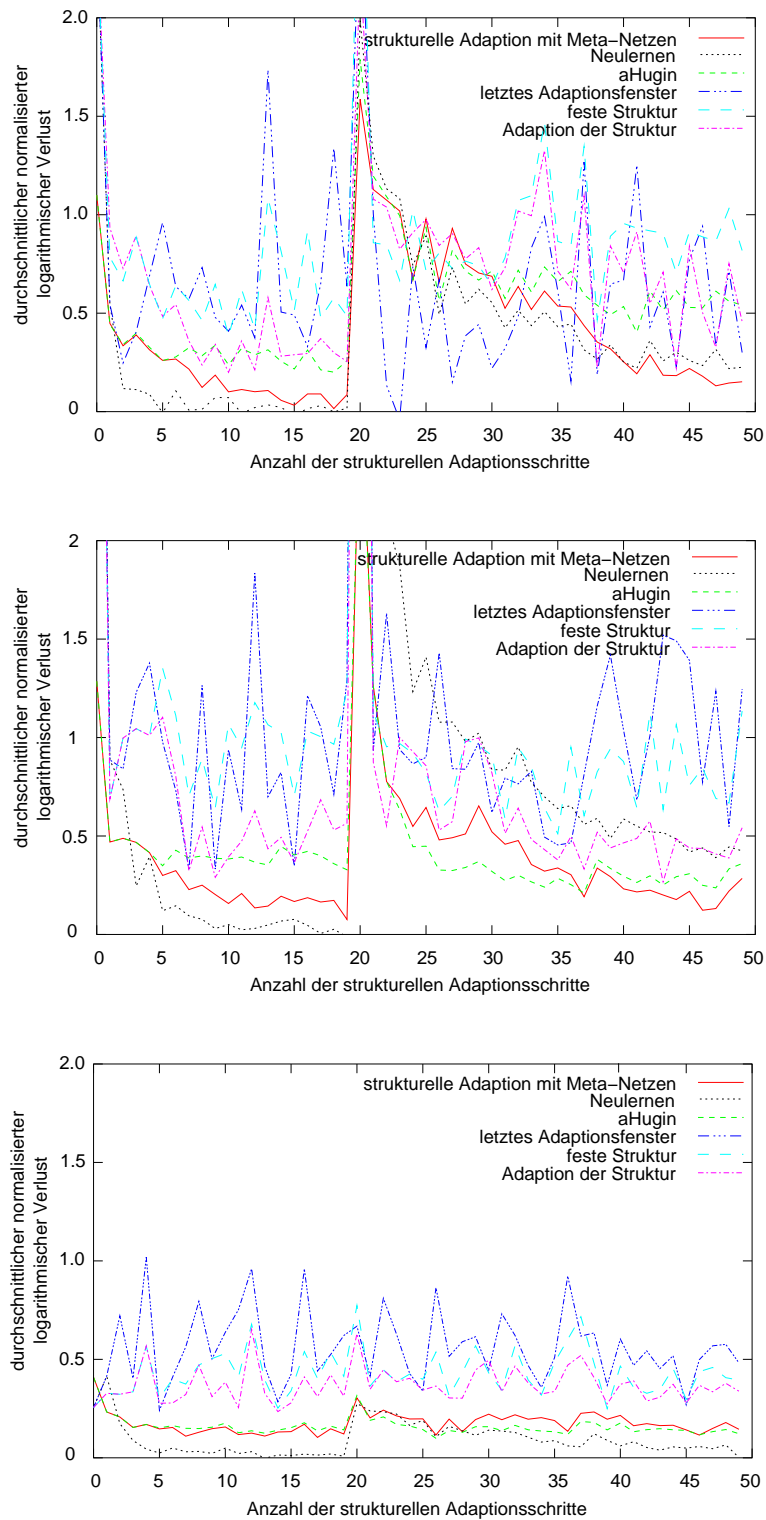 2.0
1.5
1.0
0.5
0
durchschnittlicher normalisierter
logarithmischer Verlust
strukturelle Adaption mit Meta−Netzen
Neulernen
aHugin
letztes Adaptionsfenster
feste Struktur
Adaption der Struktur
0 5 10 15 20 25 30 35 40 45 50
Anzahl der strukturellen Adaptionsschritte
2
1.5
1
0.5
0
durchschnittlicher normalisierter
logarithmischer Verlust
strukturelle Adaption mit Meta−Netzen
Neulernen
aHugin
letztes Adaptionsfenster
feste Struktur
Adaption der Struktur
0 5 10 15 20 25 30 35 40 45 50
Anzahl der strukturellen Adaptionsschritte
2.0
1.5
1.0
0.5
0
durchschnittlicher normalisierter
logarithmischer Verlust
strukturelle Adaption mit Meta−Netzen
Neulernen
aHugin
letztes Adaptionsfenster
feste Struktur
Adaption der Struktur
0 5 10 15 20 25 30 35 40 45 50
Anzahl der strukturellen Adaptionsschritte